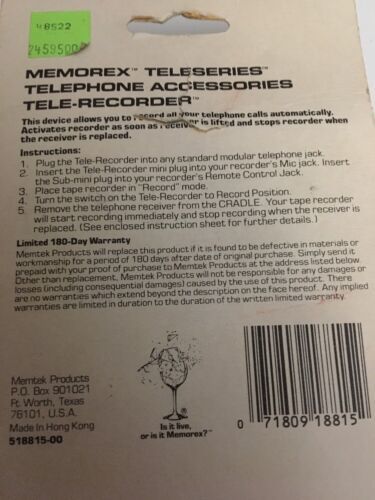 48522
2459500
MEMOREX™ TELESERIES™
TELEPHONE ACCESSORIES
TELE-RECORDER™
This device allows you to record all your telephone calls automatically.
Activates recorder as soon as receiver is lifted and stops recorder when
the receiver is replaced.
Instructions:
1. Plug the Tele-Recorder into any standard modular telephone jack.
2. Insert the Tele-Recorder mini plug into your recorder's Mic jack. Insert
the Sub-mini plug into your recorder's Remote Control Jack.
3. Place tape recorder in "Record" mode.
4. Turn the switch on the Tele-Recorder to Record Position.
5. Remove the telephone receiver from the CRADLE. Your tape recorder
will start recording immediately and stop recording when the receiver is
replaced. (See enclosed instruction sheet for further details.)
Limited 180-Day Warranty
Memtek Products will replace this product if it is found to be defective in materials or
workmanship for a period of 180 days after date of original purchase. Simply send it
prepaid with your proof of purchase to Memtek Products at the address listed below.
Other than replacement, Memtek Products will not be responsible for any damages or
losses (including consequential damages) caused by the use of this product. There
are no warranties which extend beyond the description on the face hereof. Any implied
warranties are limited in duration to the duration of the written limited warranty.
Memtek Products
P.O. Box 901021
Ft. Worth, Texas
76101, U.S.A.
Made in Hong Kong
518815-00
®
Is it live,
or is it Memorex?™
0 71809 18815